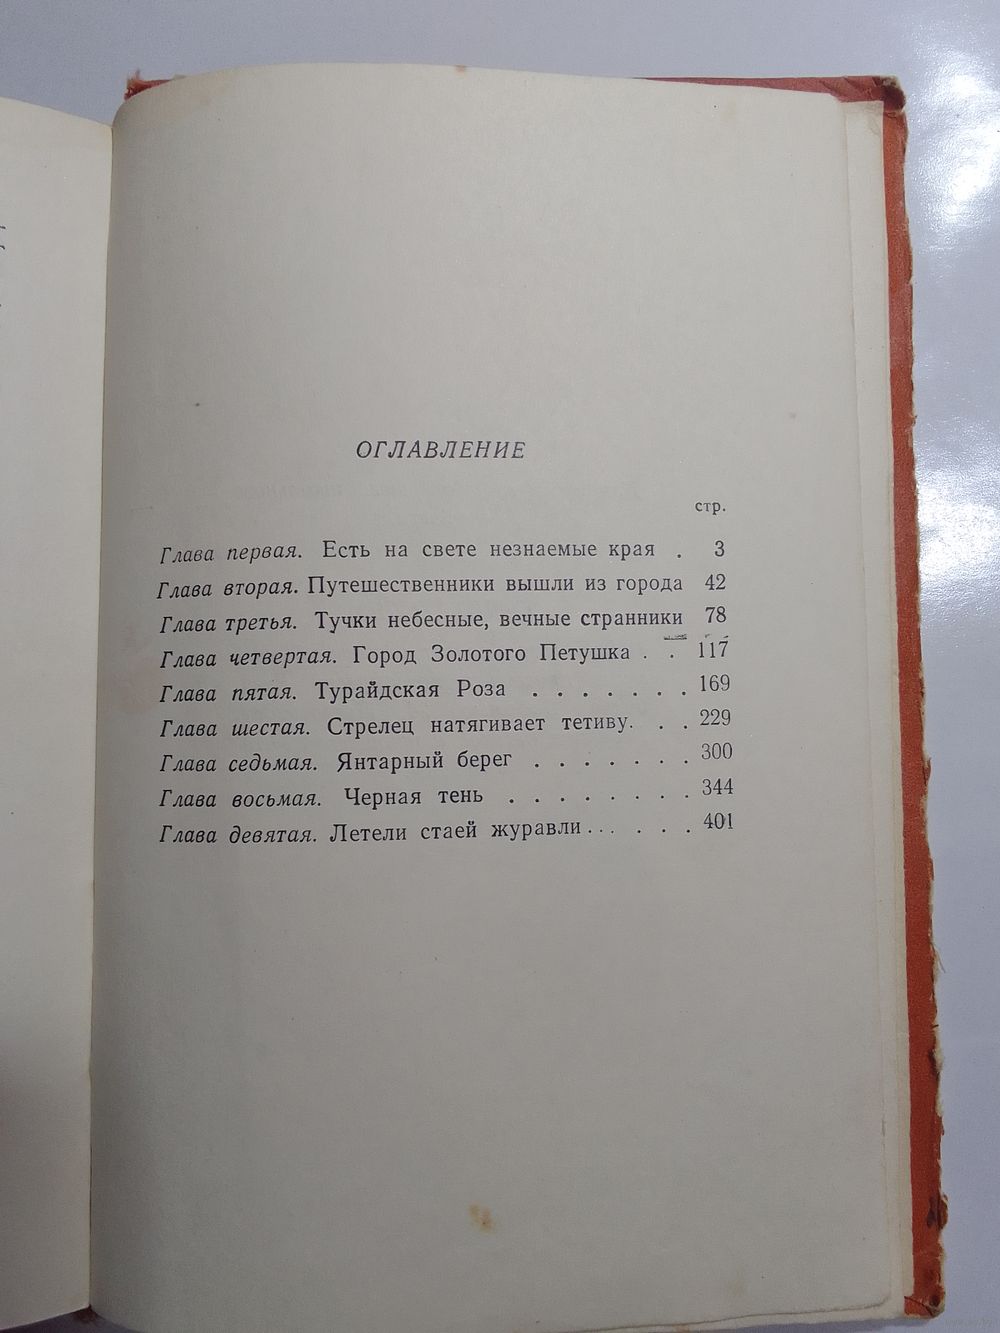 ОГЛАВЛЕНИЕ
стр.
Глава первая. Есть на свете незнаемые края . 3
Глава вторая. Путешественники вышли из города 42
Глава третья. Тучки небесные, вечные странники 78
Глава четвертая. Город Золотого Петушка . . 117
Глава пятая. Турайдская Роза . . . . . . . 169
Глава шестая. Стрелец натягивает тетиву. . . 229
Глава седьмая. Янтарный берег . . . . . . . 300
Глава восьмая. Черная тень . . . . . . . . 344
Глава девятая. Летели стаей журавли... . . . 401